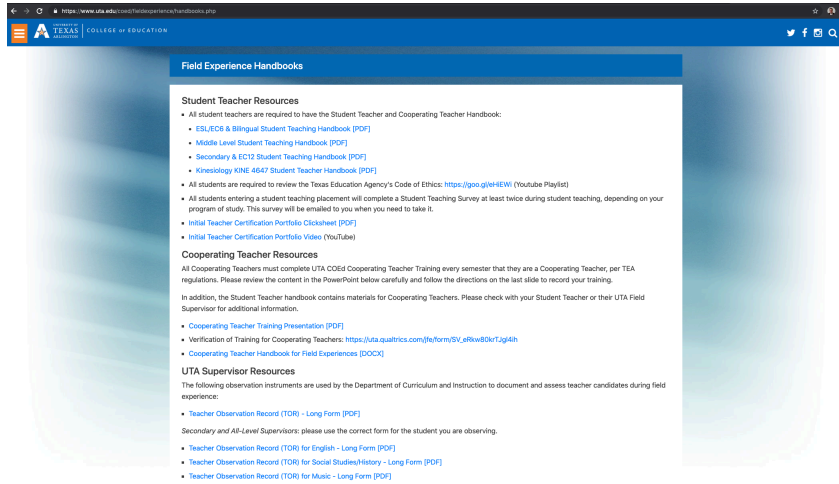 https://www.uta.edu/coed/fieldexperience/handbooks.php
UNIVERSITY OF
TEXAS
ARLINGTON
COLLEGE OF EDUCATION
Field Experience Handbooks
Student Teacher Resources
All student teachers are required to have the Student Teacher and Cooperating Teacher Handbook:
ESL/EC6 & Bilingual Student Teaching Handbook [PDF]
Middle Level Student Teaching Handbook [PDF]
Secondary & EC12 Student Teaching Handbook [PDF]
Kinesiology KINE 4647 Student Teacher Handbook [PDF]
All students are required to review the Texas Education Agency's Code of Ethics: (Youtube Playlist)
All students entering a student teaching placement will complete a Student Teaching Survey at least twice during student teaching, depending on your
program of study. This survey will be emailed to you when you need to take it.
Initial Teacher Certification Portfolio Clicksheet [PDF]
Initial Teacher Certification Portfolio Video (YouTube)
Cooperating Teacher Resources
All Cooperating Teachers must complete UTA COEd Cooperating Teacher Training every semester that they are a Cooperating Teacher, per TEA
regulations. Please review the content in the PowerPoint below carefully and follow the directions on the last slide to record your training.
In addition, the Student Teacher handbook contains materials for Cooperating Teachers. Please check with your Student Teacher or their UTA Field
Supervisor for additional information.
Cooperating Teacher Training Presentation [PDF]
Verification of Training for Cooperating Teachers:
Cooperating Teacher Handbook for Field Experiences [DOCX]
UTA Supervisor Resources
The following observation instruments are used by the Department of Curriculum and Instruction to document and assess teacher candidates during field
experience:
Teacher Observation Record (TOR) - Long Form [PDF]
Secondary and All-Level Supervisors: please use the correct form for the student you are observing.
Teacher Observation Record (TOR) for English - Long Form [PDF]
Teacher Observation Record (TOR) for Social Studies/History - Long Form [PDF]
Teacher Observation Record (TOR) for Music - Long Form [PDF]